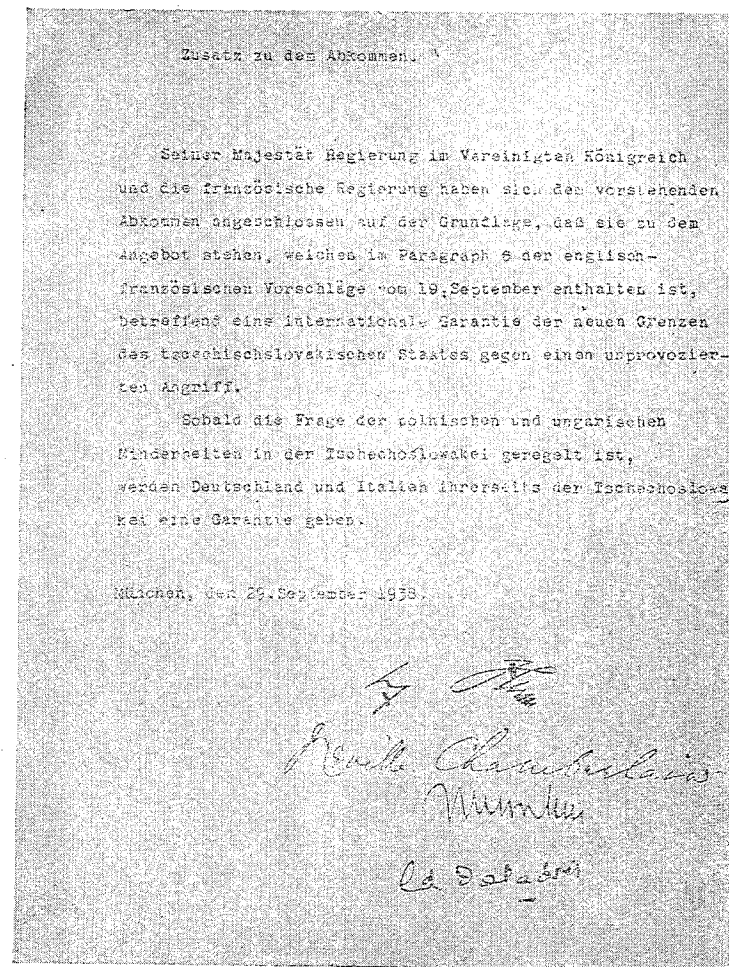 Zusatz zu dem Abkommen.
Seiner Majestät Regierung im Vereinigten Königreich
und die französische Regierung haben sich dem vorstehenden
Abkommen angeschlossen auf der Grundlage, daß sie zu dem
Angebot stehen, welches im Paragraph 6 der englisch-
französischen Vorschläge vom 19.September enthalten ist,
betreffend eine internationale Garantie der neuen Grenzen
des tschechischslovakischen Staates gegen einen unprovozier-
ten Angriff.
Sobald die Frage der polnischen und ungarischen
Minderheiten in der Tschechoslowakei geregelt ist,
werden Deutschland und Italien ihrerseits der Tschechoslowa
kei eine Garantie geben.
München, den 29.September 1938.
Neville Chamberlain
Ed Daladier